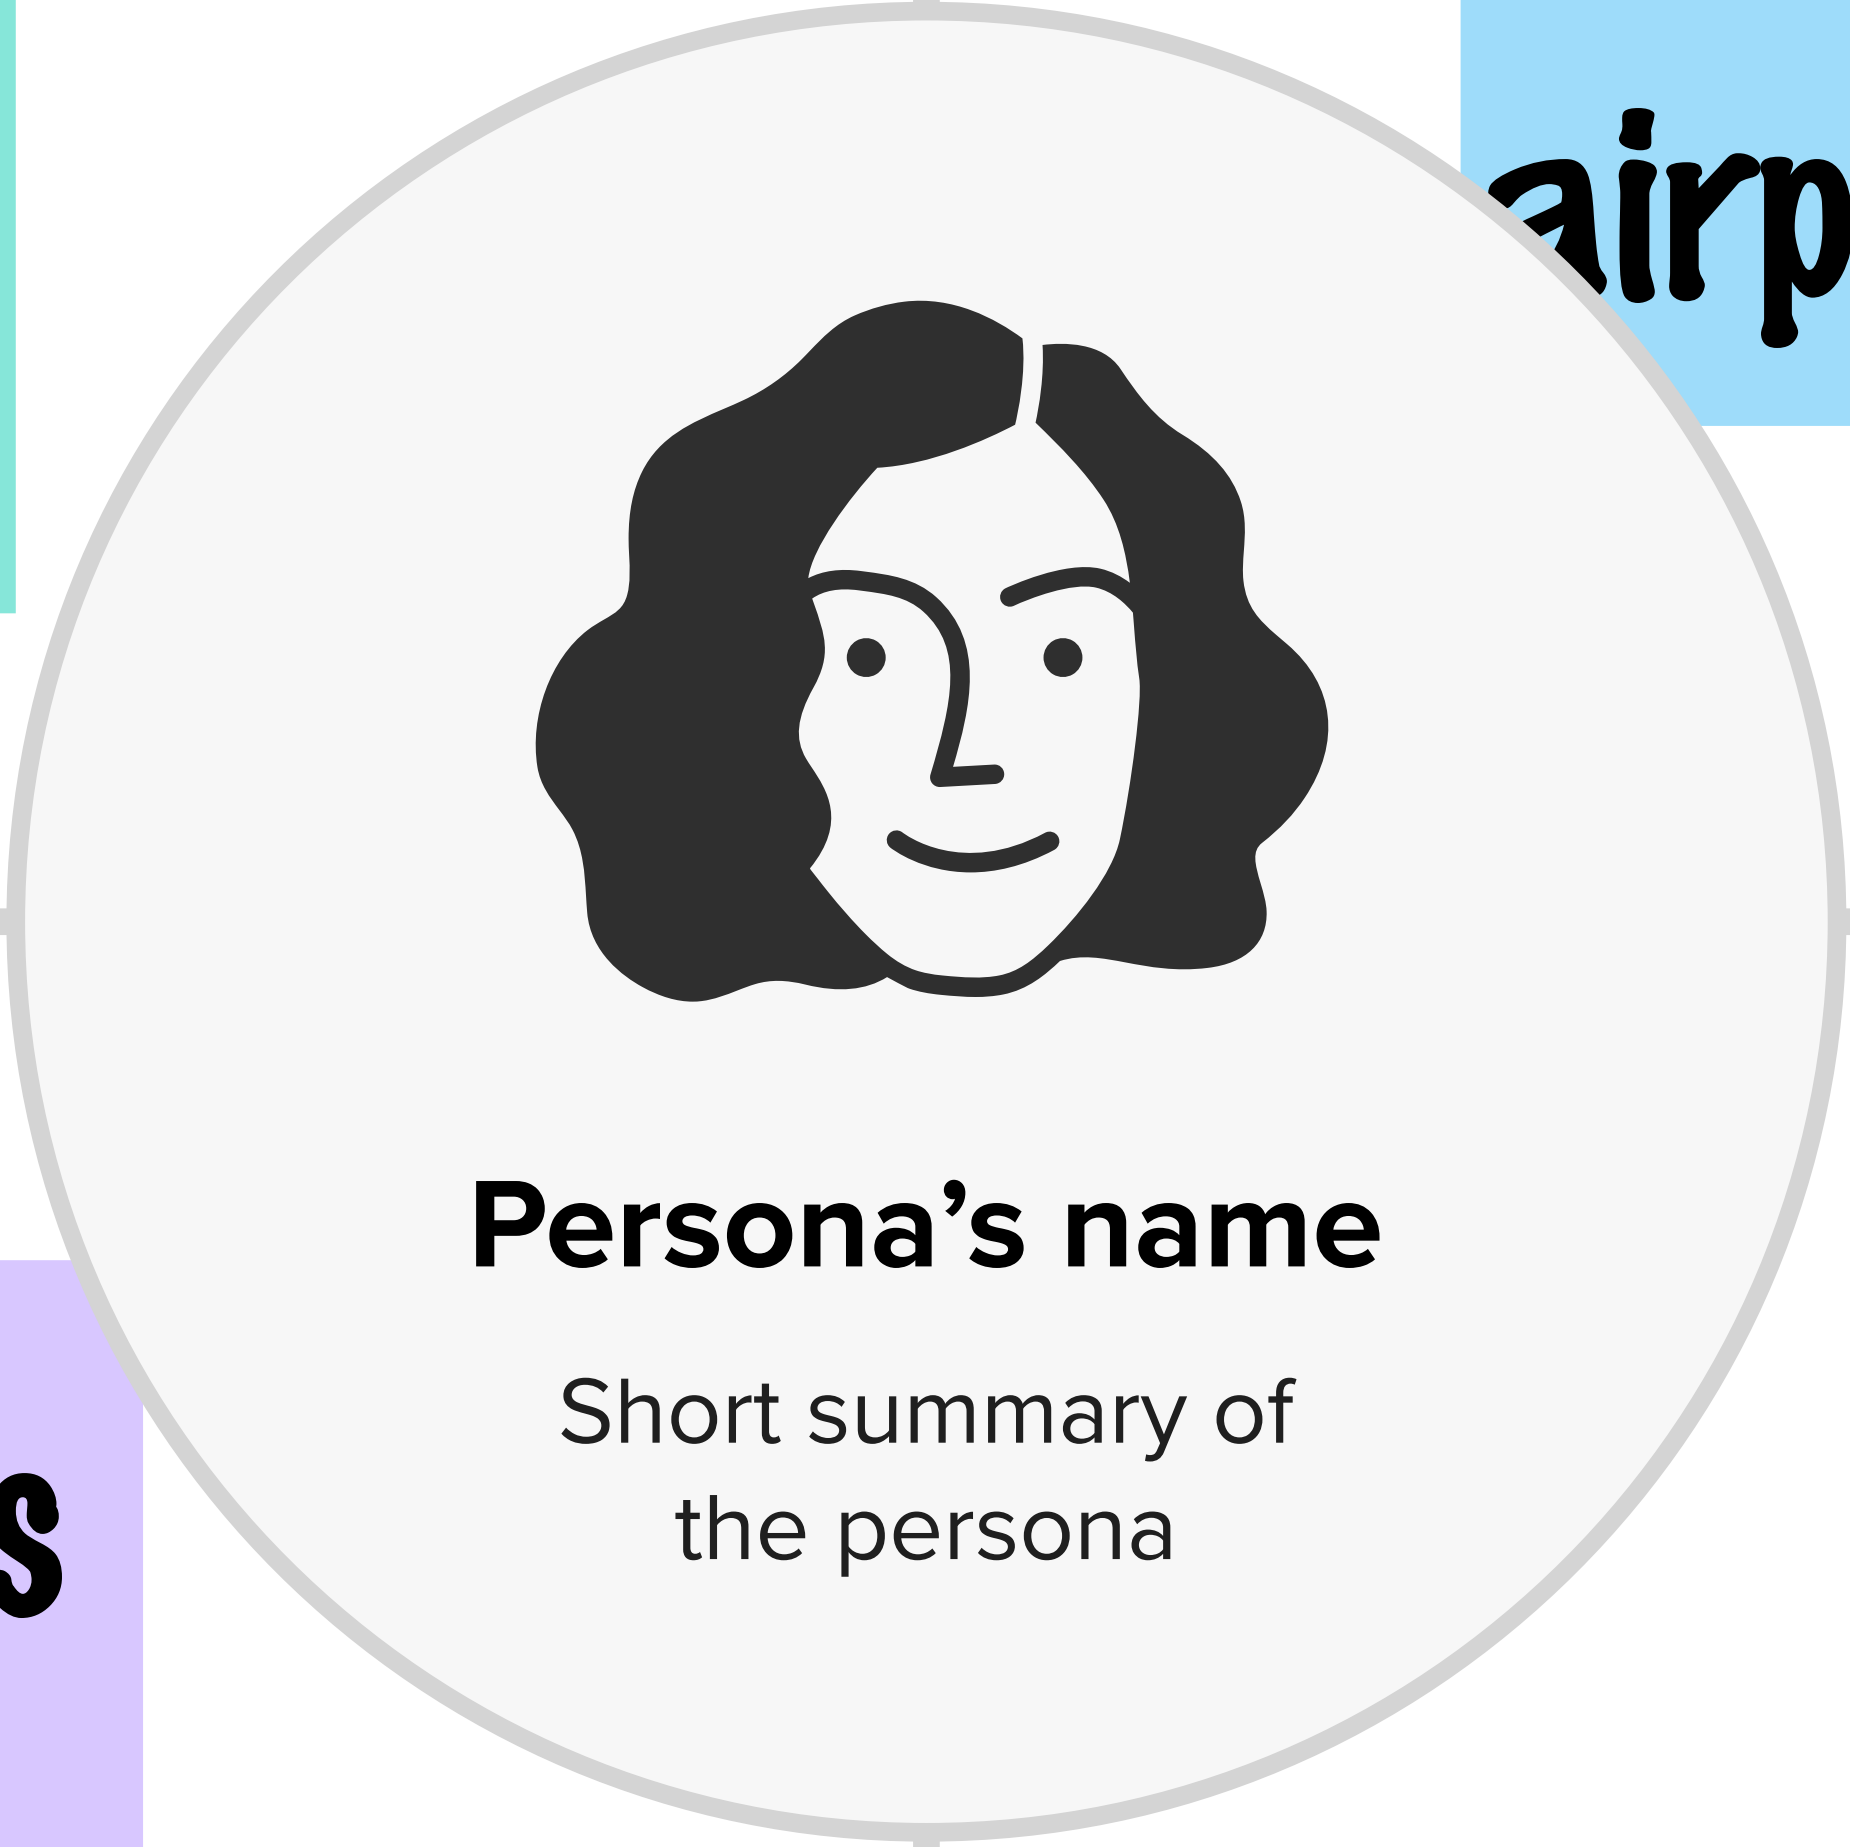 airp
Persona’s name
Short summary of
the persona
s